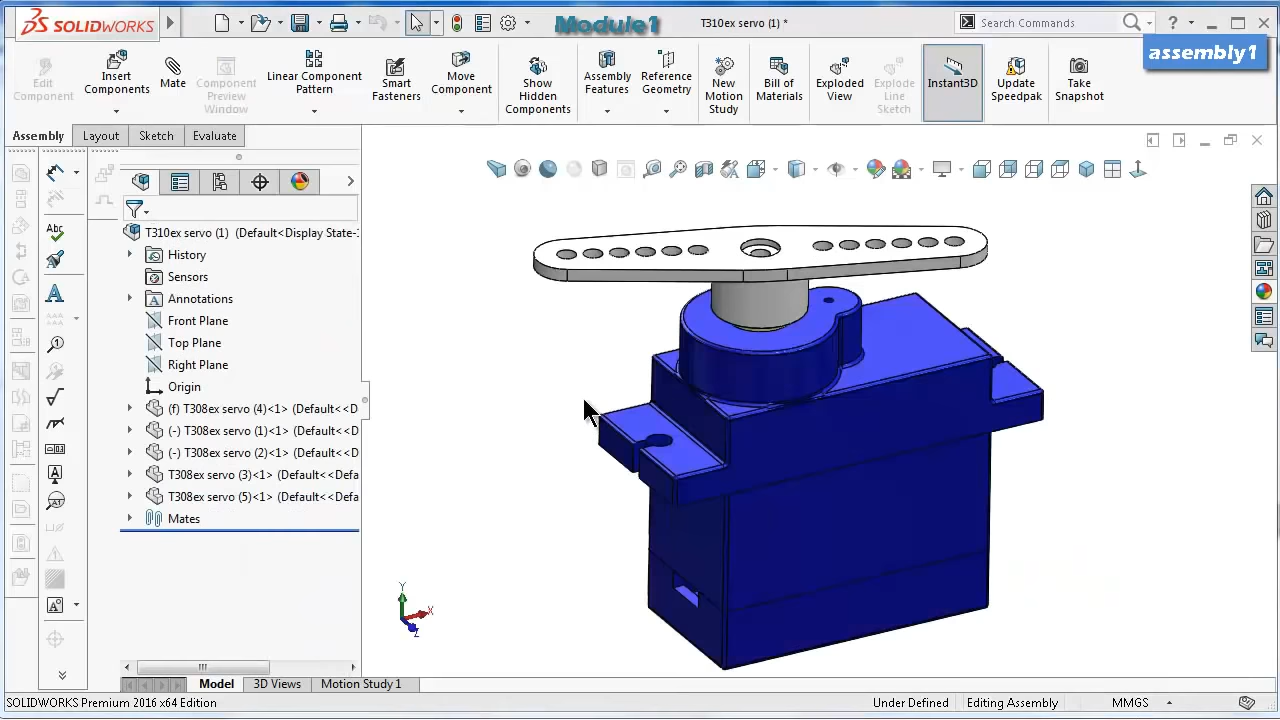 SOLIDWORKS
Module1
T310ex servo (1) *
Search Commands
?
assembly1
Edit Component
Insert Components
Mate
Component Preview Window
Linear Component Pattern
Smart Fasteners
Move Component
Show Hidden Components
Assembly Features
Reference Geometry
New Motion Study
Bill of Materials
Exploded View
Explode Line Sketch
Instant3D
Update Speedpak
Take Snapshot
Assembly
Layout
Sketch
Evaluate
T310ex servo (1) (Default<Display State-1
History
Sensors
Annotations
Front Plane
Top Plane
Right Plane
Origin
(f) T308ex servo (4)<1> (Default<<D
(-) T308ex servo (1)<1> (Default<<D
(-) T308ex servo (2)<1> (Default<<D
T308ex servo (3)<1> (Default<<Defa
T308ex servo (5)<1> (Default<<Defa
Mates
Abc
Y
X
Z
Model
3D Views
Motion Study 1
SOLIDWORKS Premium 2016 x64 Edition
Under Defined
Editing Assembly
MMGS